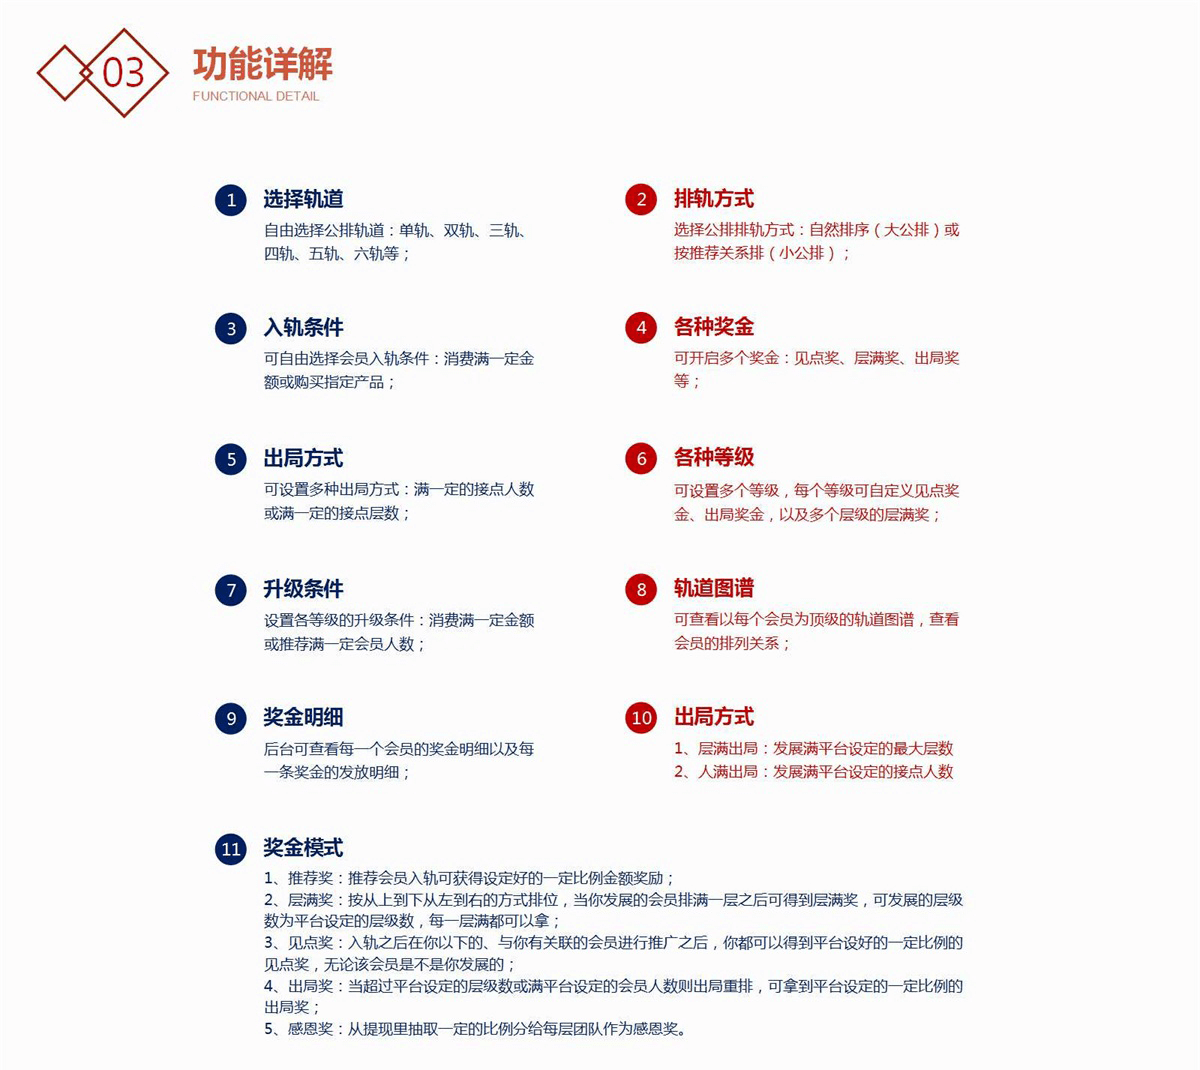 03
功能详解
FUNCTIONAL DETAIL
1
选择轨道
自由选择公排轨道：单轨、双轨、三轨、
四轨、五轨、六轨等；
2
排轨方式
选择公排排轨方式：自然排序（大公排）或
按推荐关系排（小公排）；
3
入轨条件
可自由选择会员入轨条件：消费满一定金
额或购买指定产品；
4
各种奖金
可开启多个奖金：见点奖、层满奖、出局奖
等；
5
出局方式
可设置多种出局方式：满一定的接点人数
或满一定的接点层数；
6
各种等级
可设置多个等级，每个等级可自定义见点奖
金、出局奖金，以及多个层级的层满奖；
7
升级条件
设置各等级的升级条件：消费满一定金额
或推荐满一定会员人数；
8
轨道图谱
可查看以每个会员为顶级的轨道图谱，查看
会员的排列关系；
9
奖金明细
后台可查看每一个会员的奖金明细以及每
一条奖金的发放明细；
10
出局方式
1、层满出局：发展满平台设定的最大层数
2、人满出局：发展满平台设定的接点人数
11
奖金模式
1、推荐奖：推荐会员入轨可获得设定好的一定比例金额奖励；
2、层满奖：按从上到下从左到右的方式排位，当你发展的会员排满一层之后可得到层满奖，可发展的层级
数为平台设定的层级数，每一层满都可以拿；
3、见点奖：入轨之后在你以下的、与你有关联的会员进行推广之后，你都可以得到平台设好的一定比例的
见点奖，无论该会员是不是你发展的；
4、出局奖：当超过平台设定的层级数或满平台设定的会员人数则出局重排，可拿到平台设定的一定比例的
出局奖；
5、感恩奖：从提现里抽取一定的比例分给每层团队作为感恩奖。